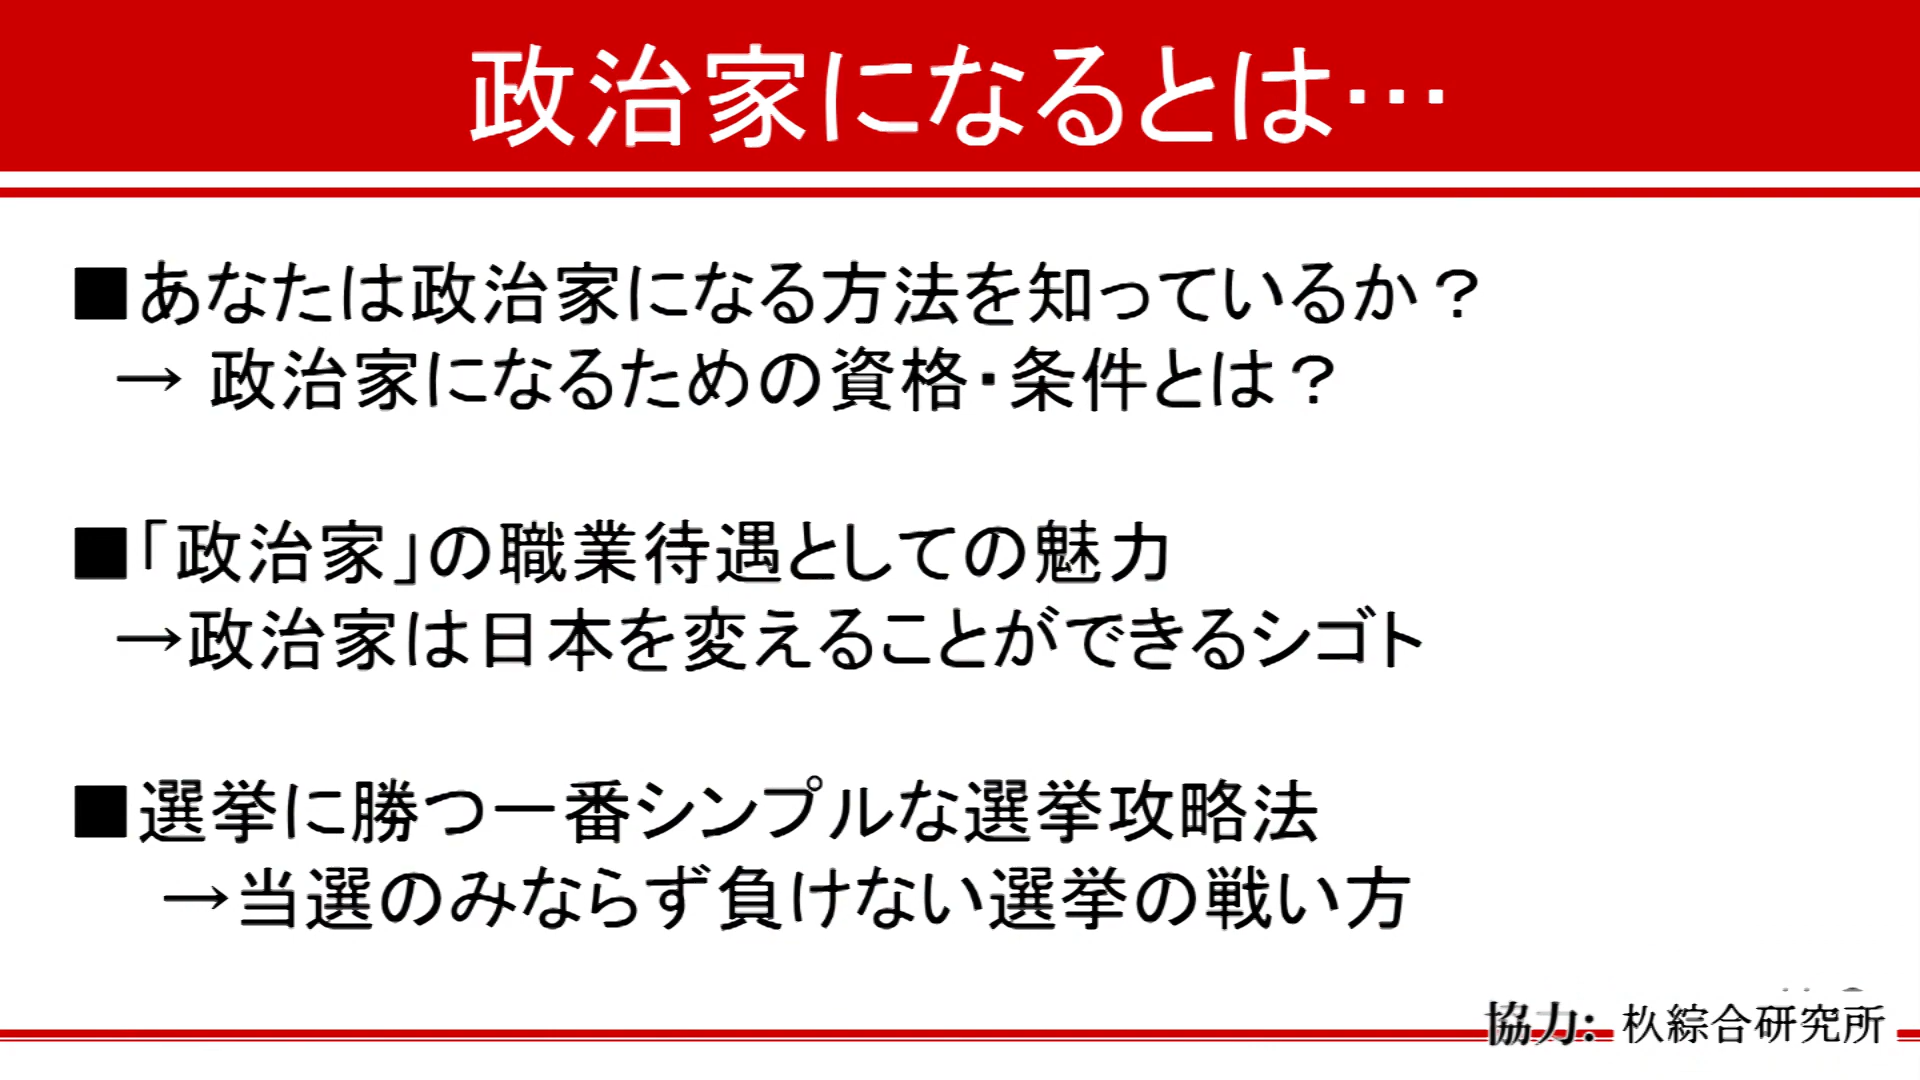 政治家になるとは…
■あなたは政治家になる方法を知っているか？
→ 政治家になるための資格・条件とは？
■「政治家」の職業待遇としての魅力
→政治家は日本を変えることができるシゴト
■選挙に勝つ一番シンプルな選挙攻略法
→当選のみならず負けない選挙の戦い方
協力：杁綜合研究所